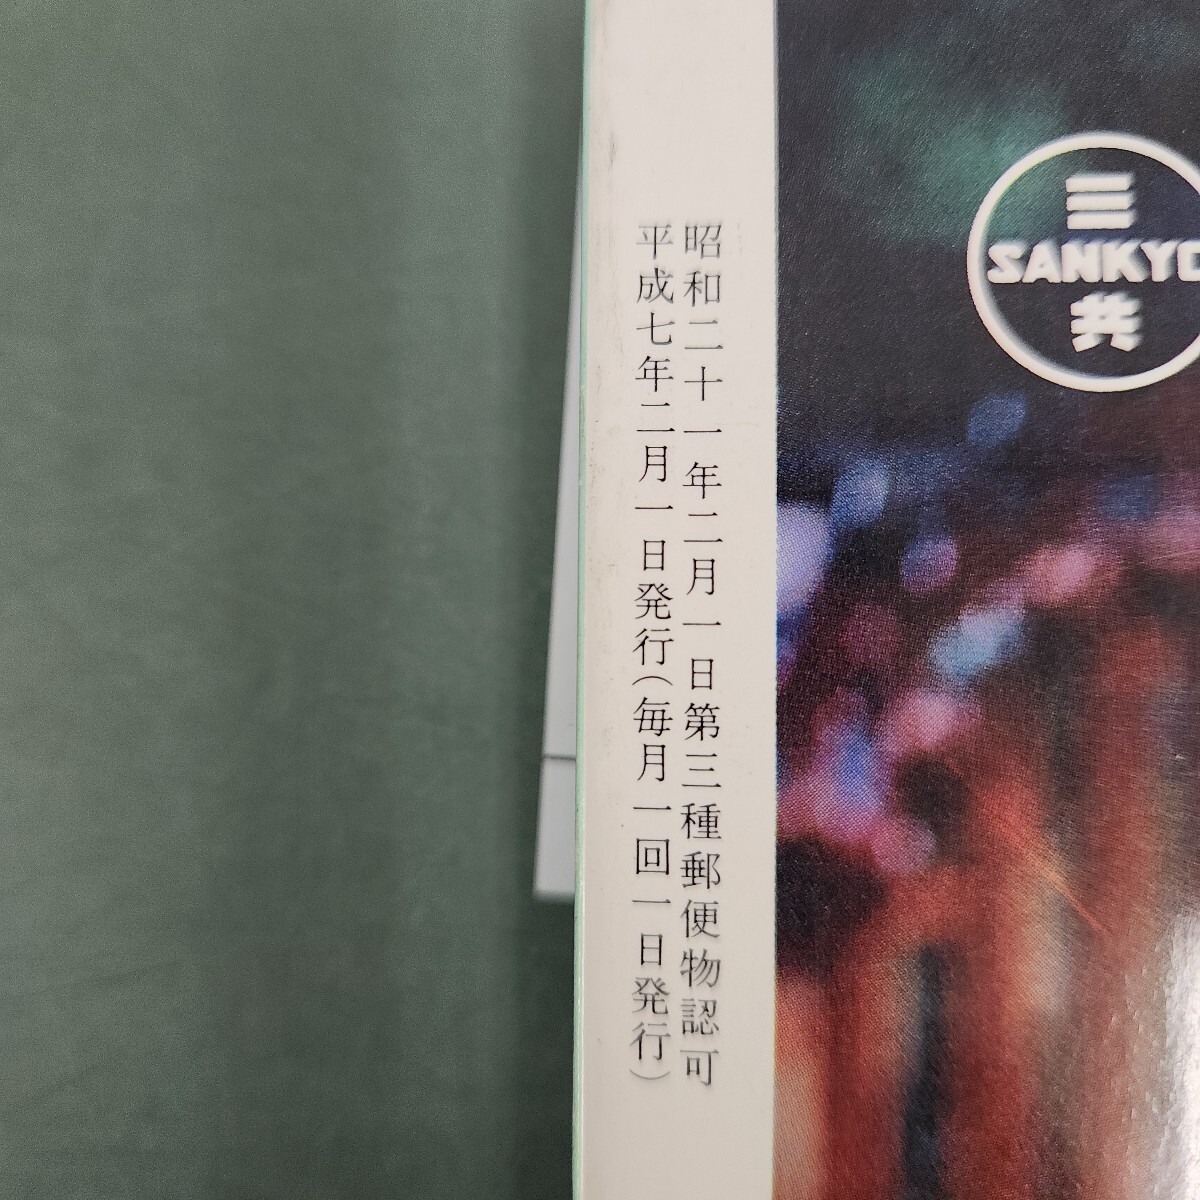 三
SANKYO
共
昭和二十一年二月一日第三種郵便物認可
平成七年二月一日発行(毎月一回一日発行)